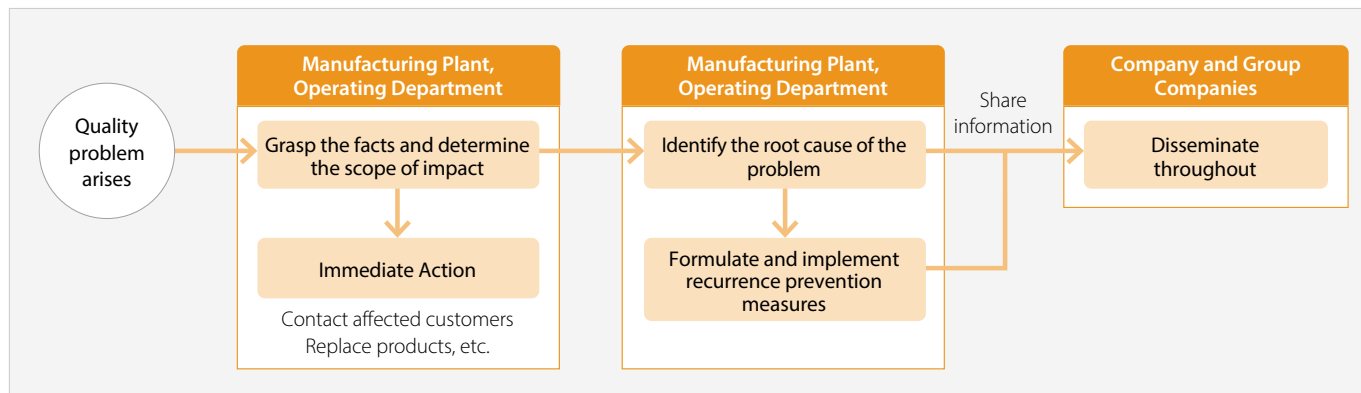 Quality
problem
arises
Manufacturing Plant,
Operating Department
Grasp the facts and determine
the scope of impact
Immediate Action
Contact affected customers
Replace products, etc.
Manufacturing Plant,
Operating Department
Identify the root cause of the
problem
Formulate and implement
recurrence prevention
measures
Share
information
Company and Group
Companies
Disseminate
throughout